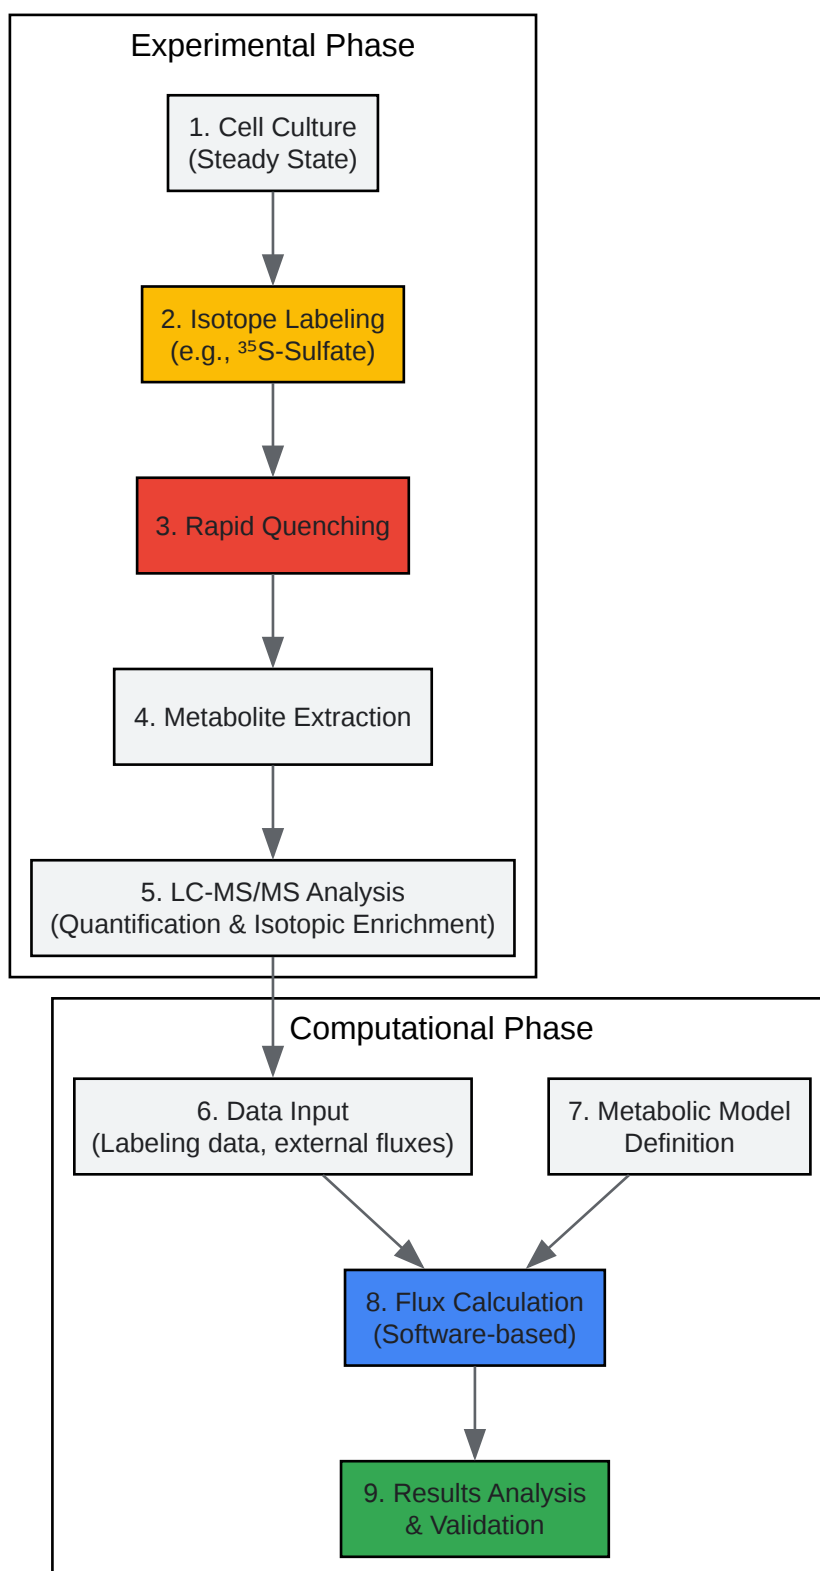 Experimental Phase
1. Cell Culture
(Steady State)
2. Isotope Labeling
(e.g., ³⁵S-Sulfate)
3. Rapid Quenching
4. Metabolite Extraction
5. LC-MS/MS Analysis
(Quantification & Isotopic Enrichment)
Computational Phase
6. Data Input
(Labeling data, external fluxes)
7. Metabolic Model
Definition
8. Flux Calculation
(Software-based)
9. Results Analysis
& Validation